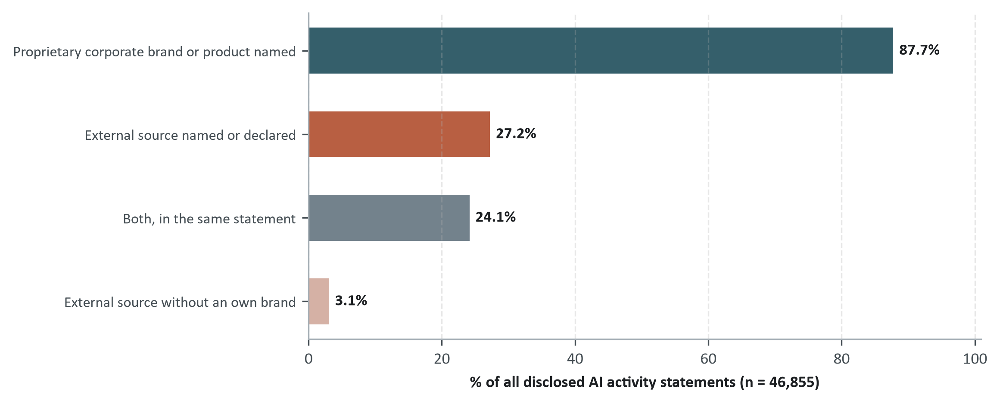 Proprietary corporate brand or product named
87.7%
External source named or declared
27.2%
Both, in the same statement
24.1%
External source without an own brand
3.1%
0 20 40 60 80 100
% of all disclosed AI activity statements (n = 46,855)